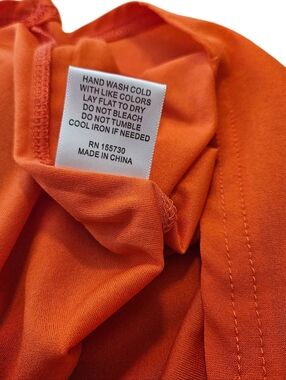 HAND WASH COLD
WITH LIKE COLORS
LAY FLAT TO DRY
DO NOT BLEACH
DO NOT TUMBLE
COOL IRON IF NEEDED
RN 155730
MADE IN CHINA